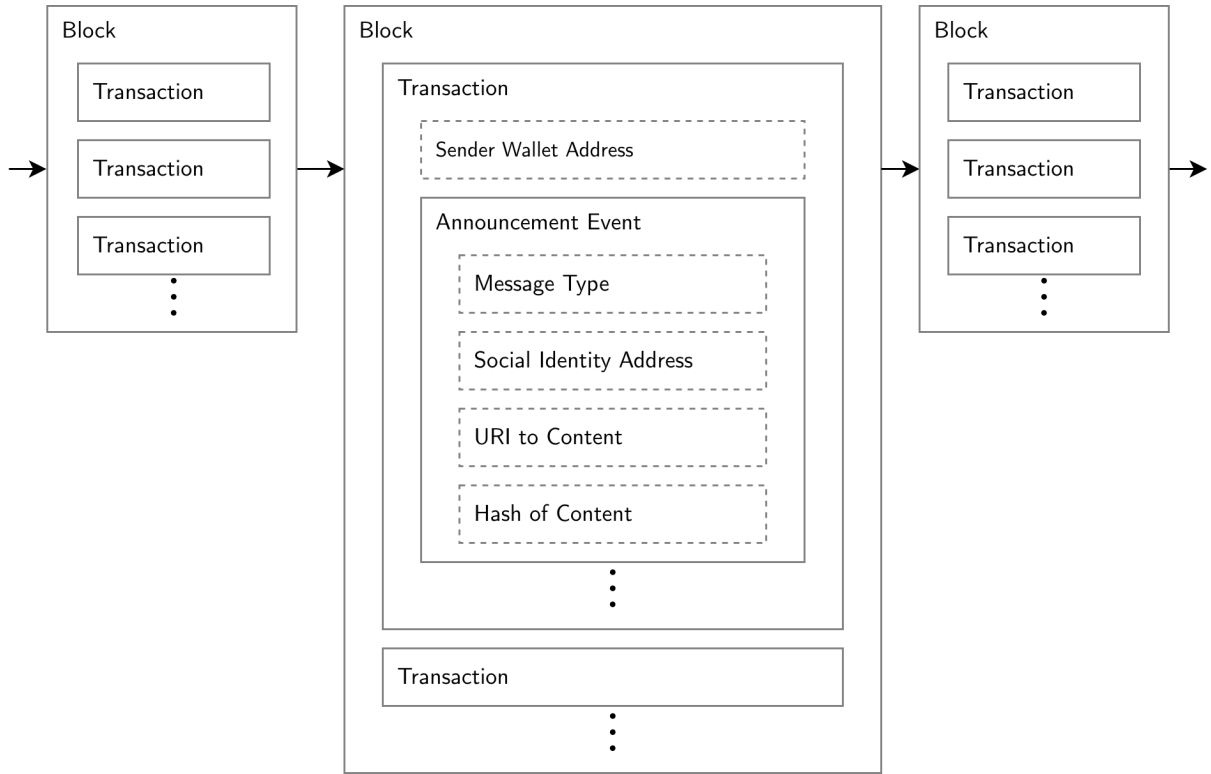 Block
Transaction
Transaction
Transaction
Block
Transaction
Sender Wallet Address
Announcement Event
Message Type
Social Identity Address
URI to Content
Hash of Content
Transaction
Block
Transaction
Transaction
Transaction